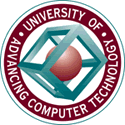 UNIVERSITY OF
ADVANCING COMPUTER TECHNOLOGY